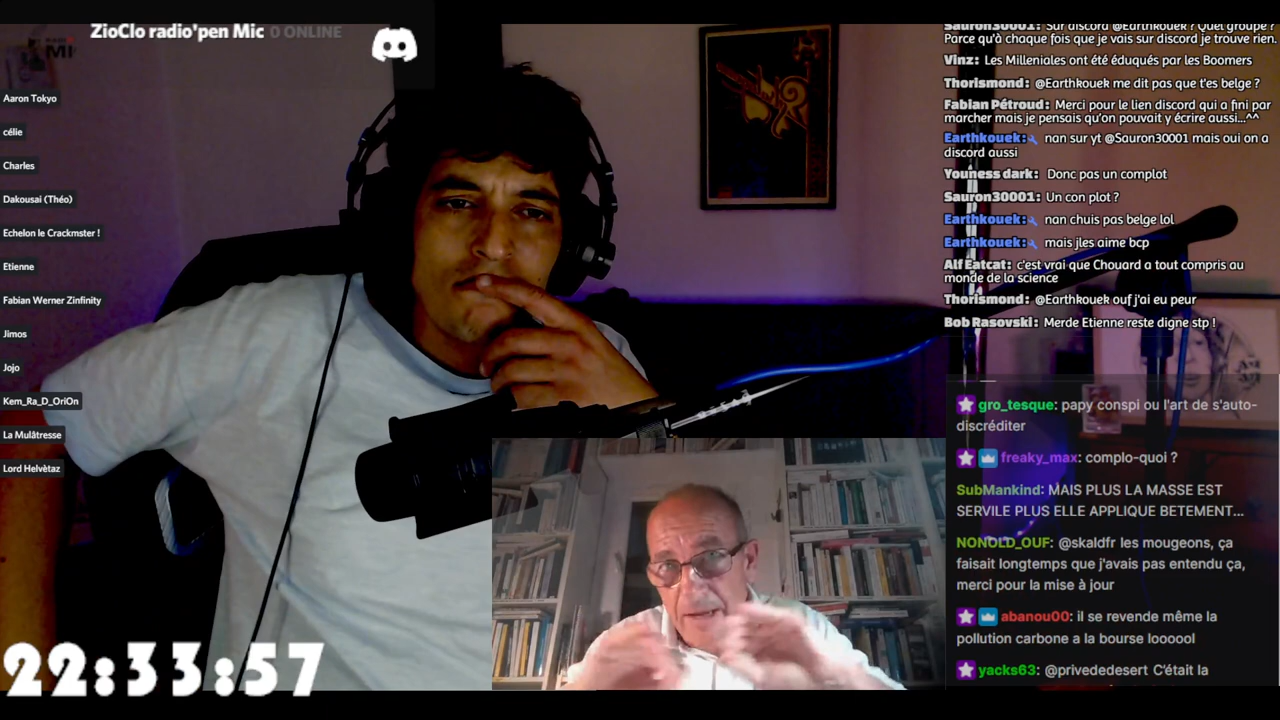 ZioClo radio'pen Mic 0 ONLINE
MI
Aaron Tokyo
célie
Charles
Dakousai (Théo)
Echelon le Crackmster !
Etienne
Fabian Werner Zinfinity
Jimos
Jojo
Kem_Ra_D_OriOn
La Mulâtresse
Lord Helvètaz
22:33:57
Sauron30001: Sur discord @Earthkouek ? Quel groupe ?
Parce qu'à chaque fois que je vais sur discord je trouve rien.
Vinz: Les Milleniales ont été éduqués par les Boomers
Thorismond: @Earthkouek me dit pas que t'es belge ?
Fabian Pétroud: Merci pour le lien discord qui a fini par
marcher mais je pensais qu'on pouvait y écrire aussi...^^
Earthkouek: nan sur yt @Sauron30001 mais oui on a
discord aussi
Youness dark: Donc pas un complot
Sauron30001: Un con plot ?
Earthkouek: nan chuis pas belge lol
Earthkouek: mais jles aime bcp
Alf Eatcat: c'est vrai que Chouard a tout compris au
monde de la science
Thorismond: @Earthkouek ouf j'ai eu peur
Bob Rasovski: Merde Etienne reste digne stp !
gro_tesque: papy conspi ou l'art de s'auto-
discréditer
freaky_max: complo-quoi ?
SubMankind: MAIS PLUS LA MASSE EST
SERVILE PLUS ELLE APPLIQUE BETEMENT...
NONOLD_OUF: @skaldfr les mougeons, ça
faisait longtemps que j'avais pas entendu ça,
merci pour la mise à jour
abanou00: il se revende même la
pollution carbone a la bourse loooool
yacks63: @privededesert C'était la